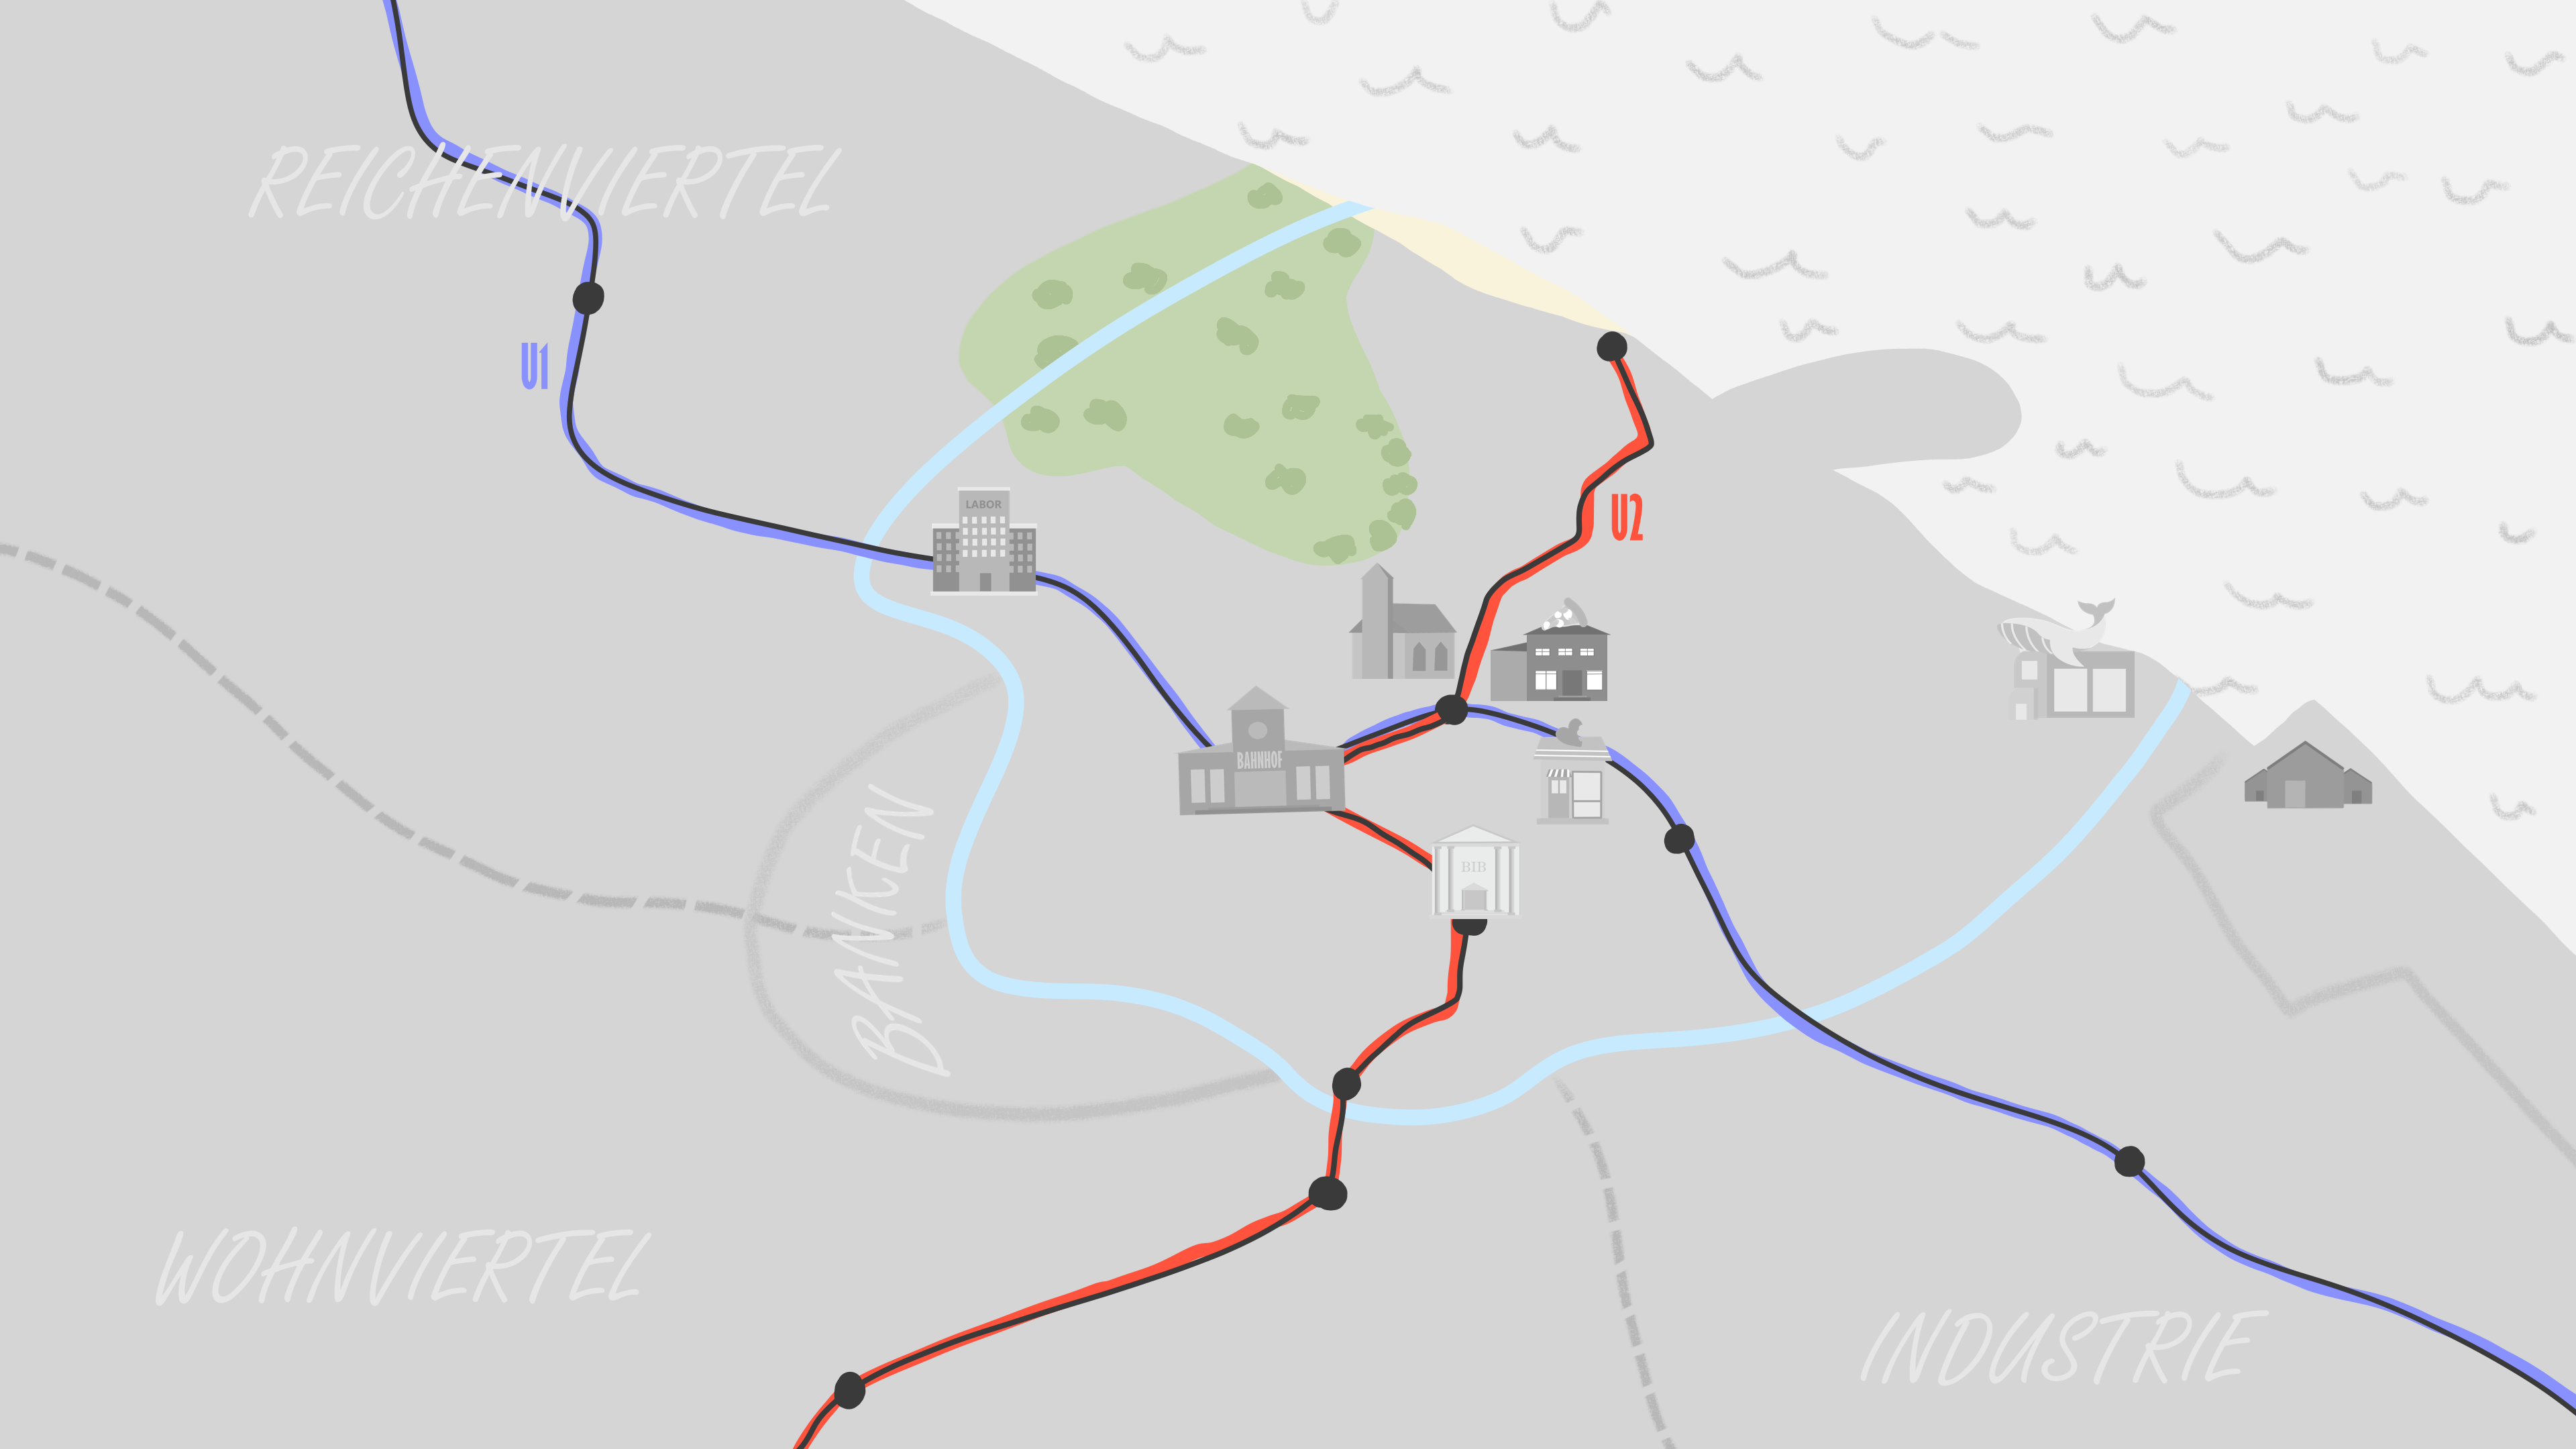 REICHENVIERTEL
U1
LABOR
U2
BAHNHOF
BIB
BANKEN
WOHNVIERTEL
INDUSTRIE